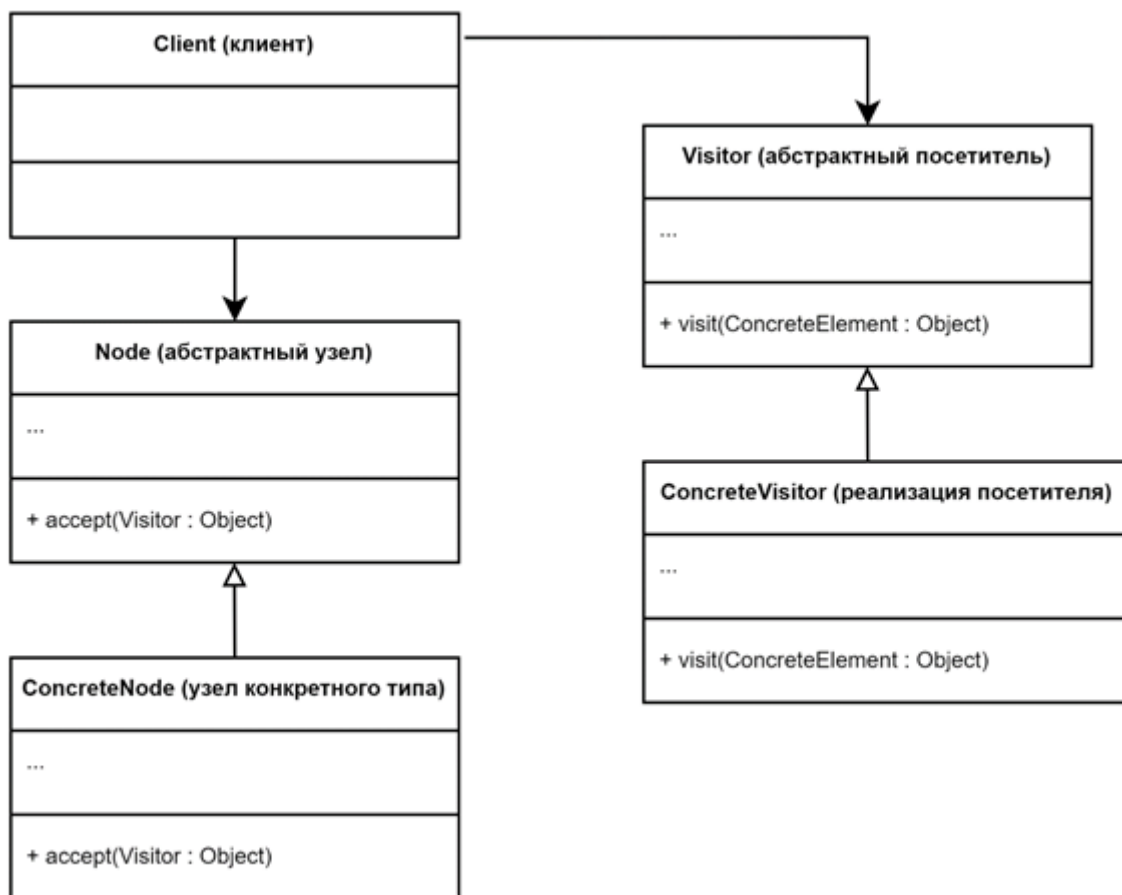 Client (клиент)
Visitor (абстрактный посетитель)
...
+ visit(ConcreteElement : Object)
Node (абстрактный узел)
...
+ accept(Visitor : Object)
ConcreteVisitor (реализация посетителя)
...
+ visit(ConcreteElement : Object)
ConcreteNode (узел конкретного типа)
...
+ accept(Visitor : Object)